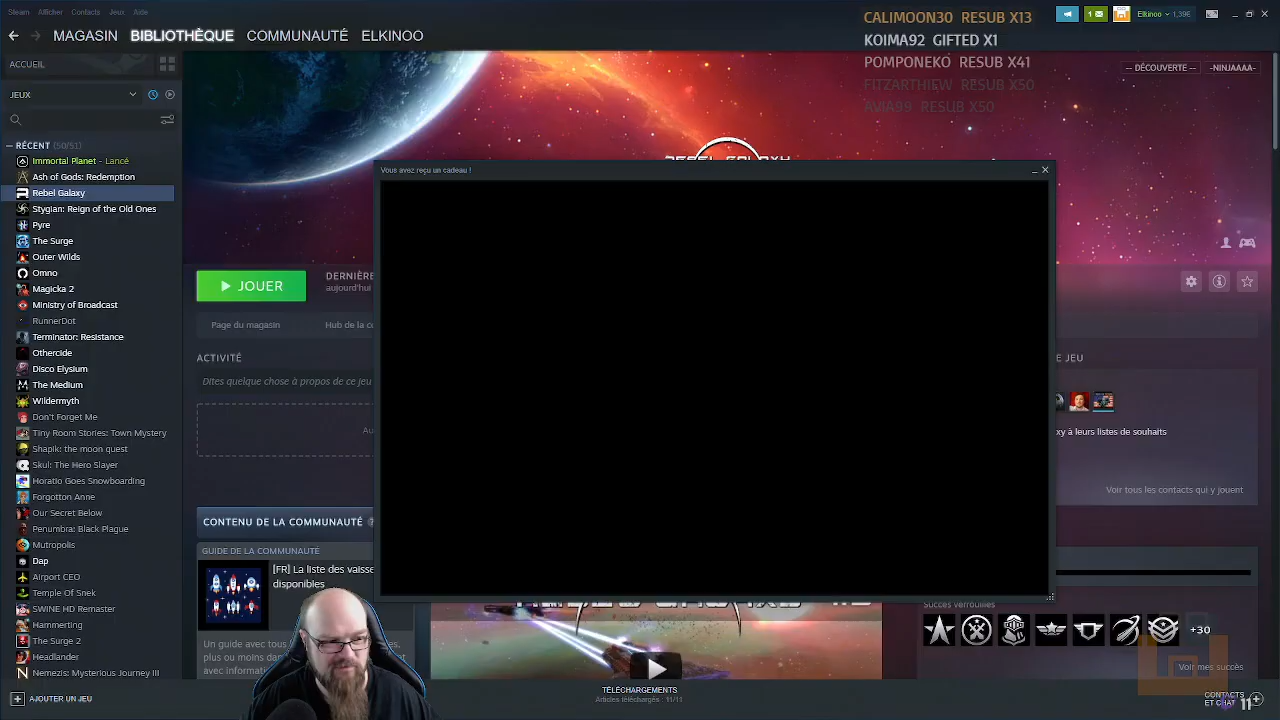 Steam Afficher Contacts Jeux Aide
CALIMOON30 RESUB X13
1
Elkinoo 1,39€
MAGASIN BIBLIOTHÈQUE COMMUNAUTÉ ELKINOO
KOIMA92 GIFTED X1
POMPONEKO RESUB X41
FITZARTHIEW RESUB X50
AVIA99 RESUB X50
-- DÉCOUVERTE --
-NINJAAAA-
ACCUEIL
JEUX
RÉCENT (50/51)
Immortal Planet - Lancé
Ash of Gods: Redemption
Rebel Galaxy
Stygian: Reign of the Old Ones
Pyre
The Surge
Outer Wilds
Onno
Magicka 2
Ministry of Broadcast
RunnerDot
Terminator: Resistance
Othercide
Disco Elysium
The Medium
Wildermyth
Don't Forget Me
Tiny Room Stories: Town Mystery
Shapik: the moon quest
Skul: The Hero Slayer
Horatio Goes Snowboarding
Forgotton Anne
Our Secret Below
Penumbra: Black Plague
Mutropolis
Dap
Airport CEO
Temple Of Snek
SWINE HD Remaster
Hammerting
The Surge 2
Headlander
Nemezis: Mysterious Journey III
AJOUTER UN JEU
REBEL GALAXY
Vous avez reçu un cadeau !
JOUER
DERNIÈRE
aujourd'hui
Page du magasin
Hub de la co
ACTIVITÉ
Dites quelque chose à propos de ce jeu
Au
CONTENU DE LA COMMUNAUTÉ
GUIDE DE LA COMMUNAUTÉ
[FR] La liste des vaisse
disponibles
Un guide avec tous
plus ou moins da
avec informati
E JEU
xy à leurs listes de souhaits
Voir tous les contacts qui y jouent
Succès verrouillés
+30
Voir mes succès
TÉLÉCHARGEMENTS
Articles téléchargés : 11/11
CONTACTS
ET CHAT